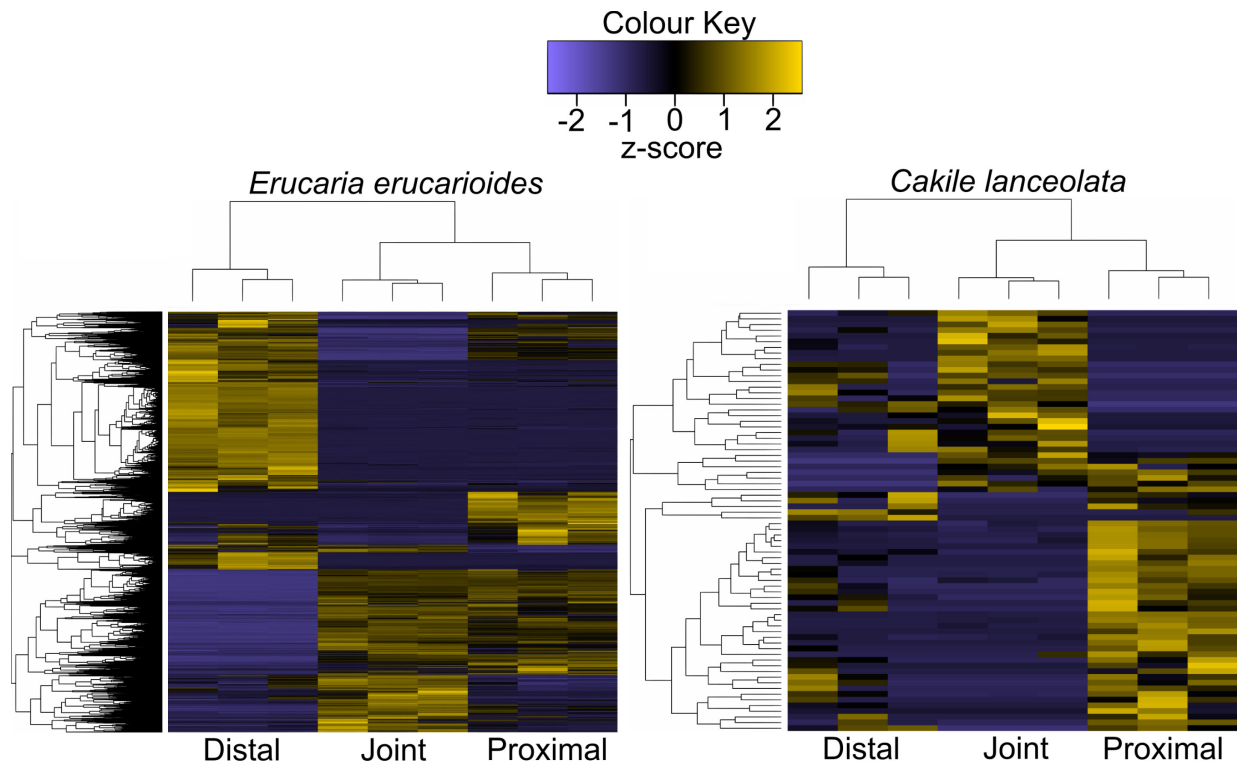 Colour Key
-2 -1 0 1 2
z-score
Erucaria erucarioides
Cakile lanceolata
Distal Joint Proximal
Distal Joint Proximal